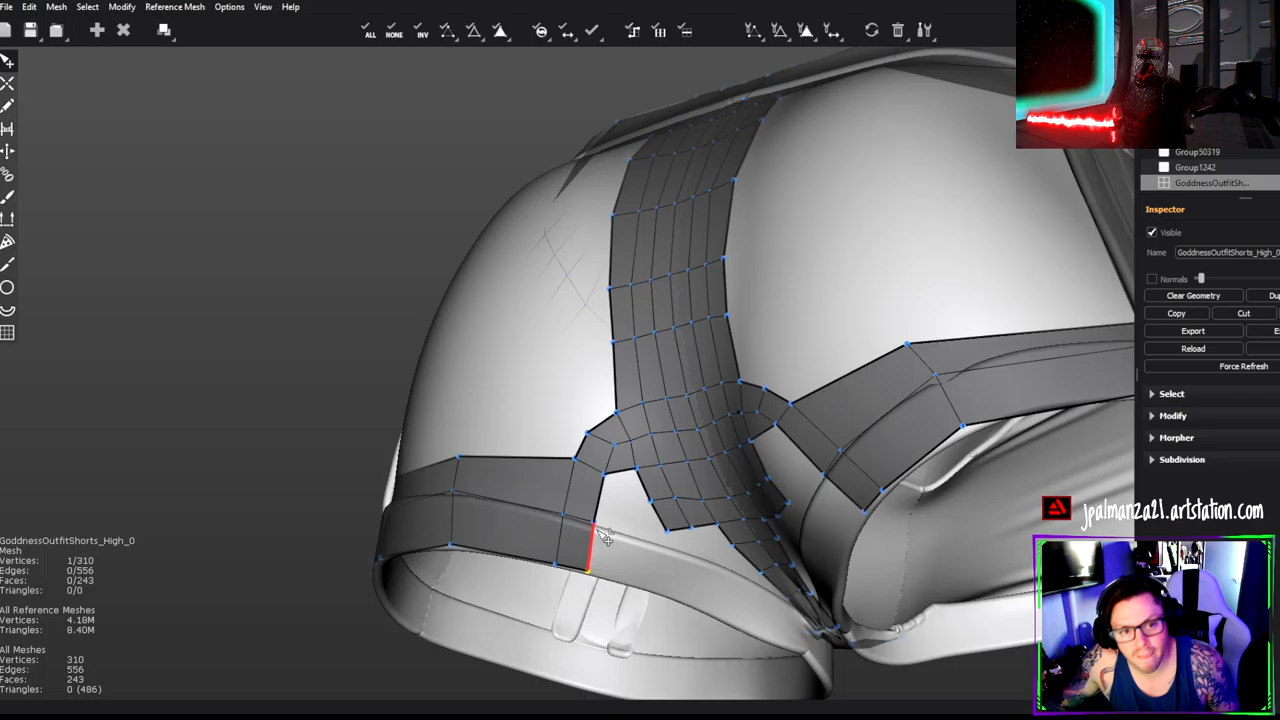 File Edit Mesh Select Modify Reference Mesh Options View Help
ALL NONE INV
Group50319
Group1242
GoddnessOutfitSh...
Inspector
Visible
Name GoddnessOutfitShorts_High_0
Normals
Clear Geometry Du
Copy Cut
Export E
Reload
Force Refresh
Select
Modify
Morpher
Subdivision
jpalmanza21.artstation.com
GoddnessOutfitShorts_High_0
Mesh
Vertices: 1/310
Edges: 0/556
Faces: 0/243
Triangles: 0/0
All Reference Meshes
Vertices: 4.18M
Triangles: 8.40M
All Meshes
Vertices: 310
Edges: 556
Faces: 243
Triangles: 0 (486)